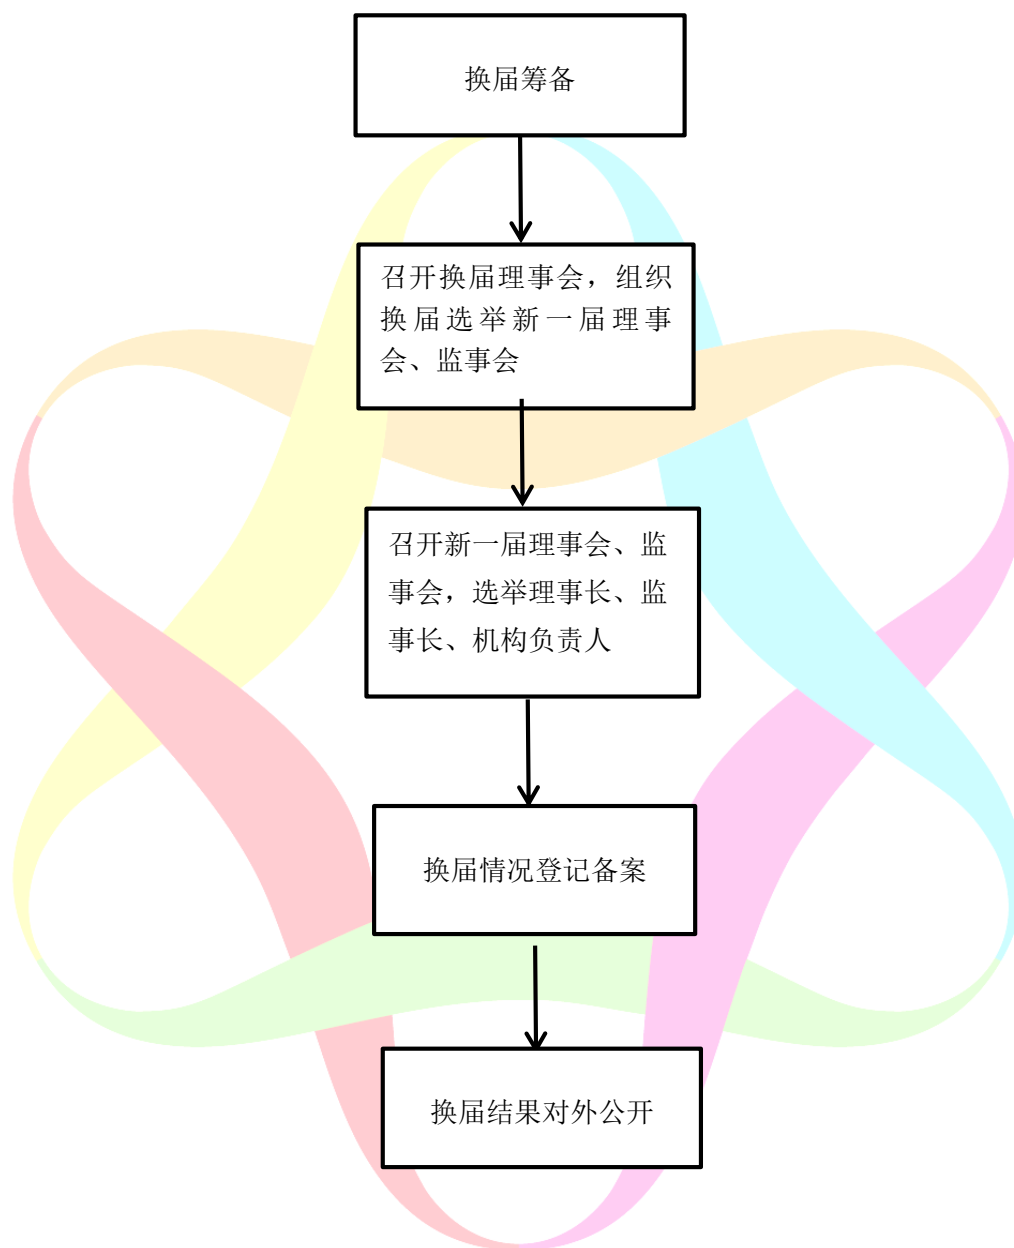 换届筹备
召开换届理事会，组织
换届选举新一届理事
会、监事会
召开新一届理事会、监
事会，选举理事长、监
事长、机构负责人
换届情况登记备案
换届结果对外公开